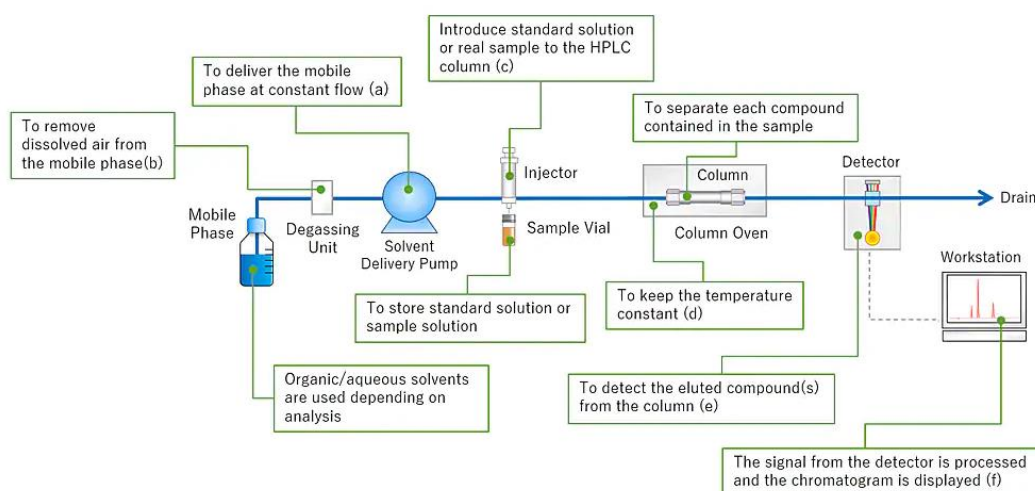 Introduce standard solution
or real sample to the HPLC
column (c)
To deliver the mobile
phase at constant flow (a)
To separate each compound
contained in the sample
To remove
dissolved air from
the mobile phase(b)
Injector
Column
Detector
Drain
Mobile
Phase
Degassing
Unit
Solvent
Delivery Pump
Sample Vial
Column Oven
Workstation
To store standard solution or
sample solution
To keep the temperature
constant (d)
Organic/aqueous solvents
are used depending on
analysis
To detect the eluted compound(s)
from the column (e)
The signal from the detector is processed
and the chromatogram is displayed (f)